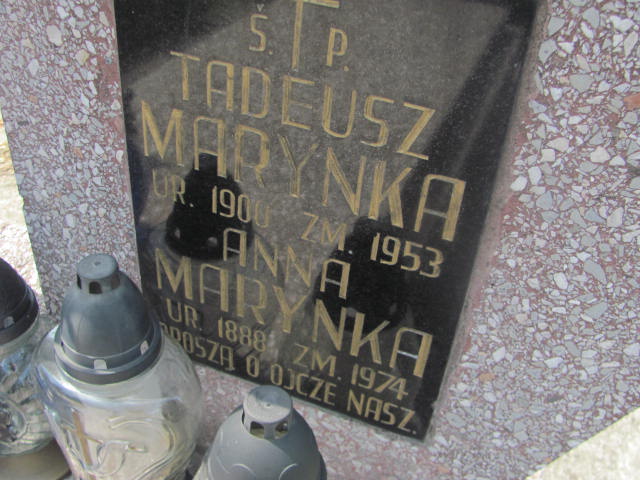 Ś. P.
TADEUSZ
MARYNKA
UR. 1900 ZM. 1953
ANNA
MARYNKA
UR. 1888 ZM. 1974
PROSZĄ O OJCZE NASZ.